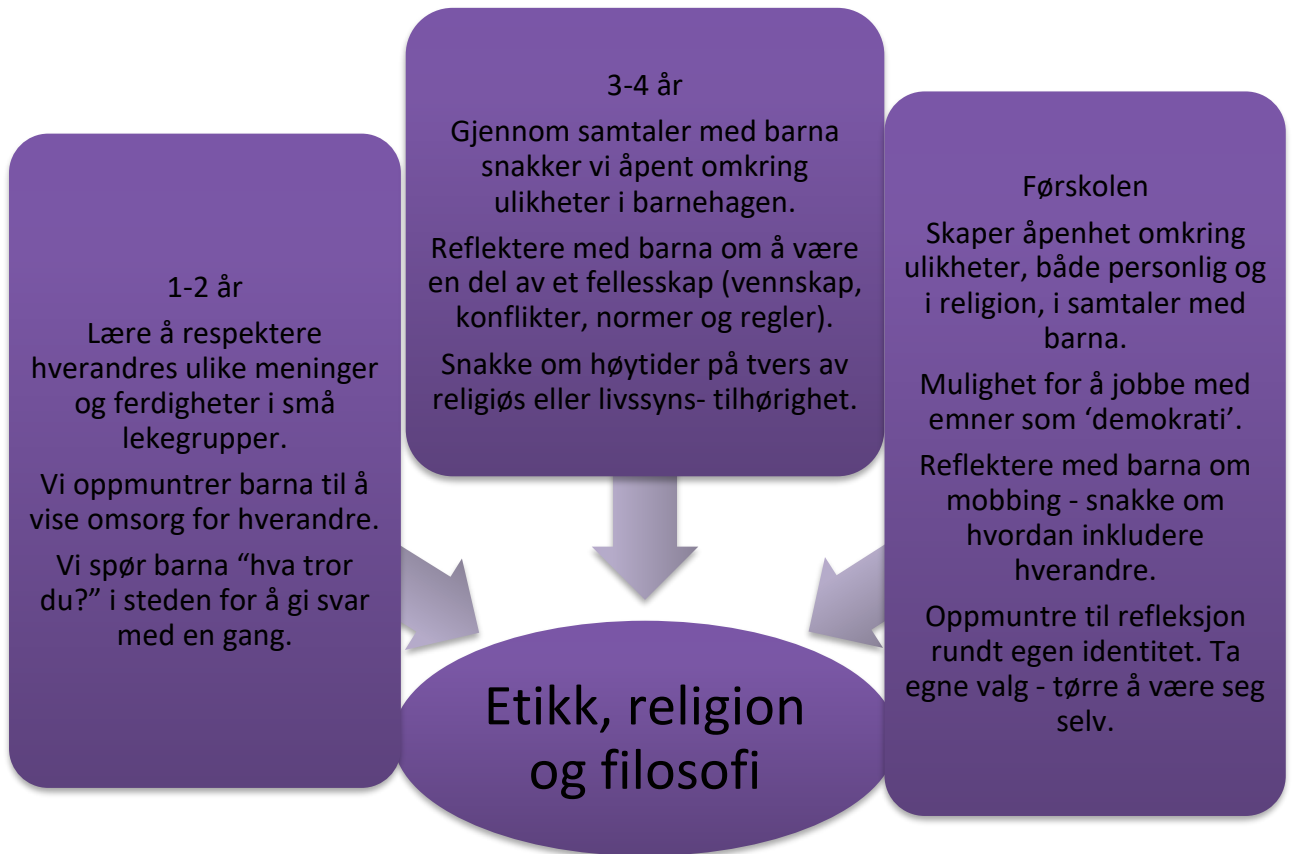 1-2 år
Lære å respektere
hverandres ulike meninger
og ferdigheter i små
lekegrupper.
Vi oppmuntrer barna til å
vise omsorg for hverandre.
Vi spør barna “hva tror
du?” i steden for å gi svar
med en gang.
3-4 år
Gjennom samtaler med barna
snakker vi åpent omkring
ulikheter i barnehagen.
Reflektere med barna om å være
en del av et fellesskap (vennskap,
konflikter, normer og regler).
Snakke om høytider på tvers av
religiøs eller livssyns- tilhørighet.
Førskolen
Skaper åpenhet omkring
ulikheter, både personlig og
i religion, i samtaler med
barna.
Mulighet for å jobbe med
emner som ‘demokrati’.
Reflektere med barna om
mobbing - snakke om
hvordan inkludere
hverandre.
Oppmuntre til refleksjon
rundt egen identitet. Ta
egne valg - tørre å være seg
selv.
Etikk, religion
og filosofi